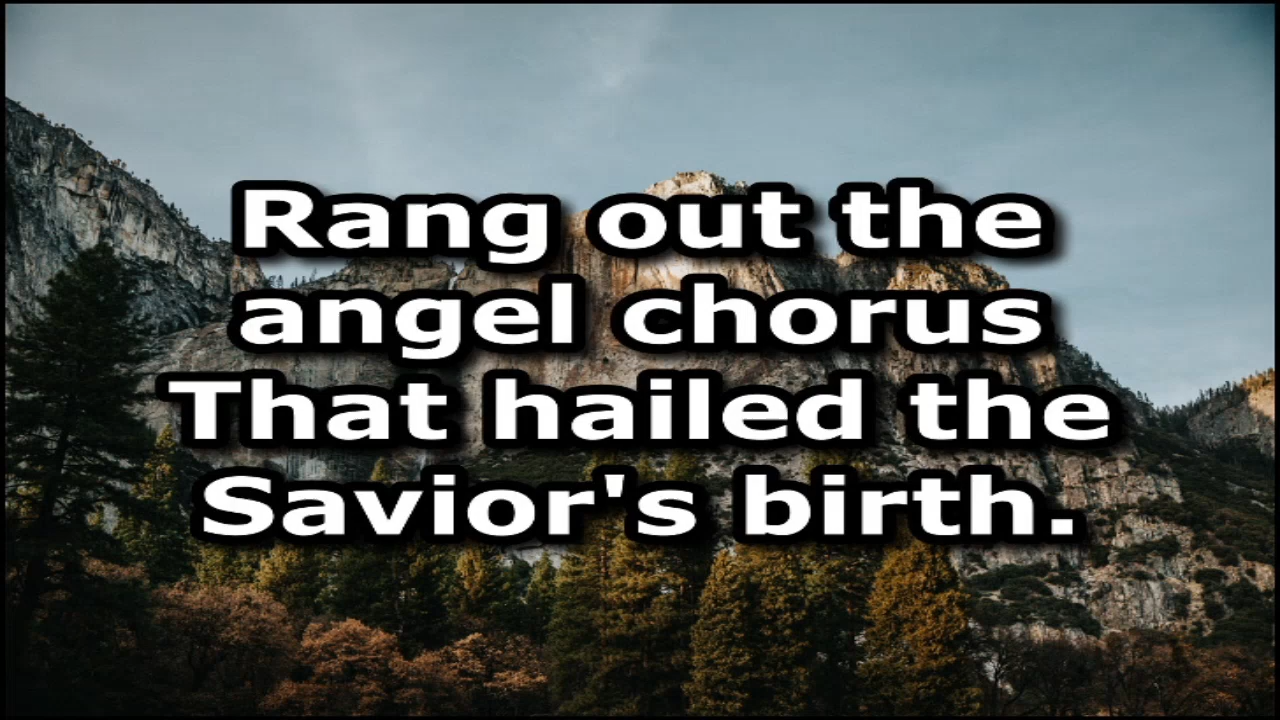 Rang out the
angel chorus
That hailed the
Savior's birth.